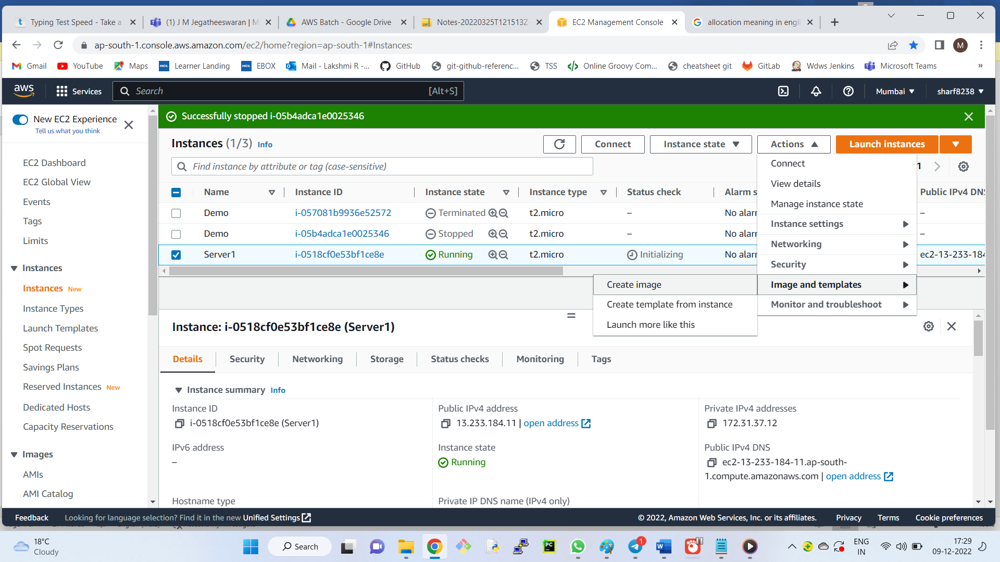 Typing Test Speed - Take a
(1) J M Jegatheeswaran | M
AWS Batch - Google Drive
Notes-20220325T121513Z-
EC2 Management Console
allocation meaning in engli
ap-south-1.console.aws.amazon.com/ec2/home?region=ap-south-1#Instances:
M
Gmail
YouTube
Maps
Learner Landing
EBOX
Mail - Lakshmi R -...
GitHub
git-github-referenc...
TSS
Online Groovy Com...
cheatsheet git
GitLab
Wdws Jenkins
Microsoft Teams
»
aws
Services
Search
[Alt+S]
Mumbai
sharf8238
New EC2 Experience
Tell us what you think
Successfully stopped i-05b4adca1e0025346
Instances (1/3) Info
Connect
Instance state
Actions
Launch instances
Find instance by attribute or tag (case-sensitive)
1
Name
Instance ID
Instance state
Instance type
Status check
Alarm s
Public IPv4 DN
Demo
i-057081b9936e52572
Terminated
t2.micro
–
No alarr
–
Demo
i-05b4adca1e0025346
Stopped
t2.micro
–
No alarr
–
Server1
i-0518cf0e53bf1ce8e
Running
t2.micro
Initializing
No alarr
ec2-13-233-184
Connect
View details
Manage instance state
Instance settings
Networking
Security
Image and templates
Monitor and troubleshoot
Create image
Create template from instance
Launch more like this
EC2 Dashboard
EC2 Global View
Events
Tags
Limits
Instances
Instances New
Instance Types
Launch Templates
Spot Requests
Savings Plans
Reserved Instances New
Dedicated Hosts
Capacity Reservations
Images
AMIs
AMI Catalog
Instance: i-0518cf0e53bf1ce8e (Server1)
Details
Security
Networking
Storage
Status checks
Monitoring
Tags
Instance summary Info
Instance ID
i-0518cf0e53bf1ce8e (Server1)
Public IPv4 address
13.233.184.11 | open address
Private IPv4 addresses
172.31.37.12
IPv6 address
–
Instance state
Running
Public IPv4 DNS
ec2-13-233-184-11.ap-south-
1.compute.amazonaws.com | open address
Hostname type
Private IP DNS name (IPv4 only)
Feedback
Looking for language selection? Find it in the new Unified Settings
© 2022, Amazon Web Services, Inc. or its affiliates.
Privacy
Terms
Cookie preferences
18°C
Cloudy
Search
1
ENG
IN
17:29
09-12-2022